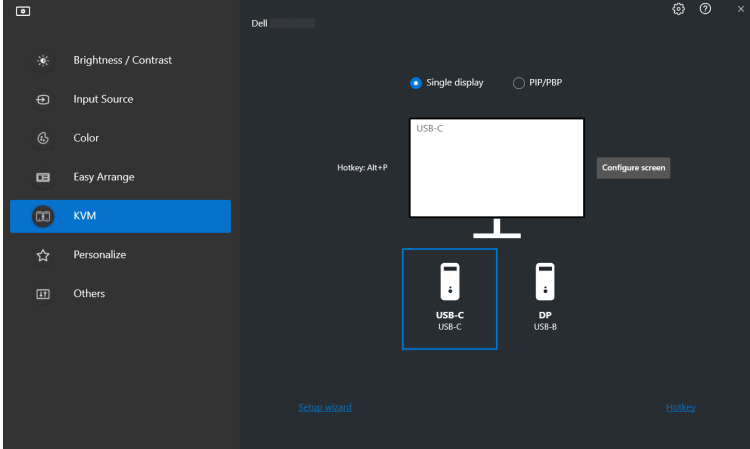 Dell
Brightness / Contrast
Input Source
Color
Easy Arrange
KVM
Personalize
Others
Single display
PIP/PBP
USB-C
Hotkey: Alt+P
Configure screen
USB-C
USB-C
DP
USB-B
Setup wizard
Hotkey